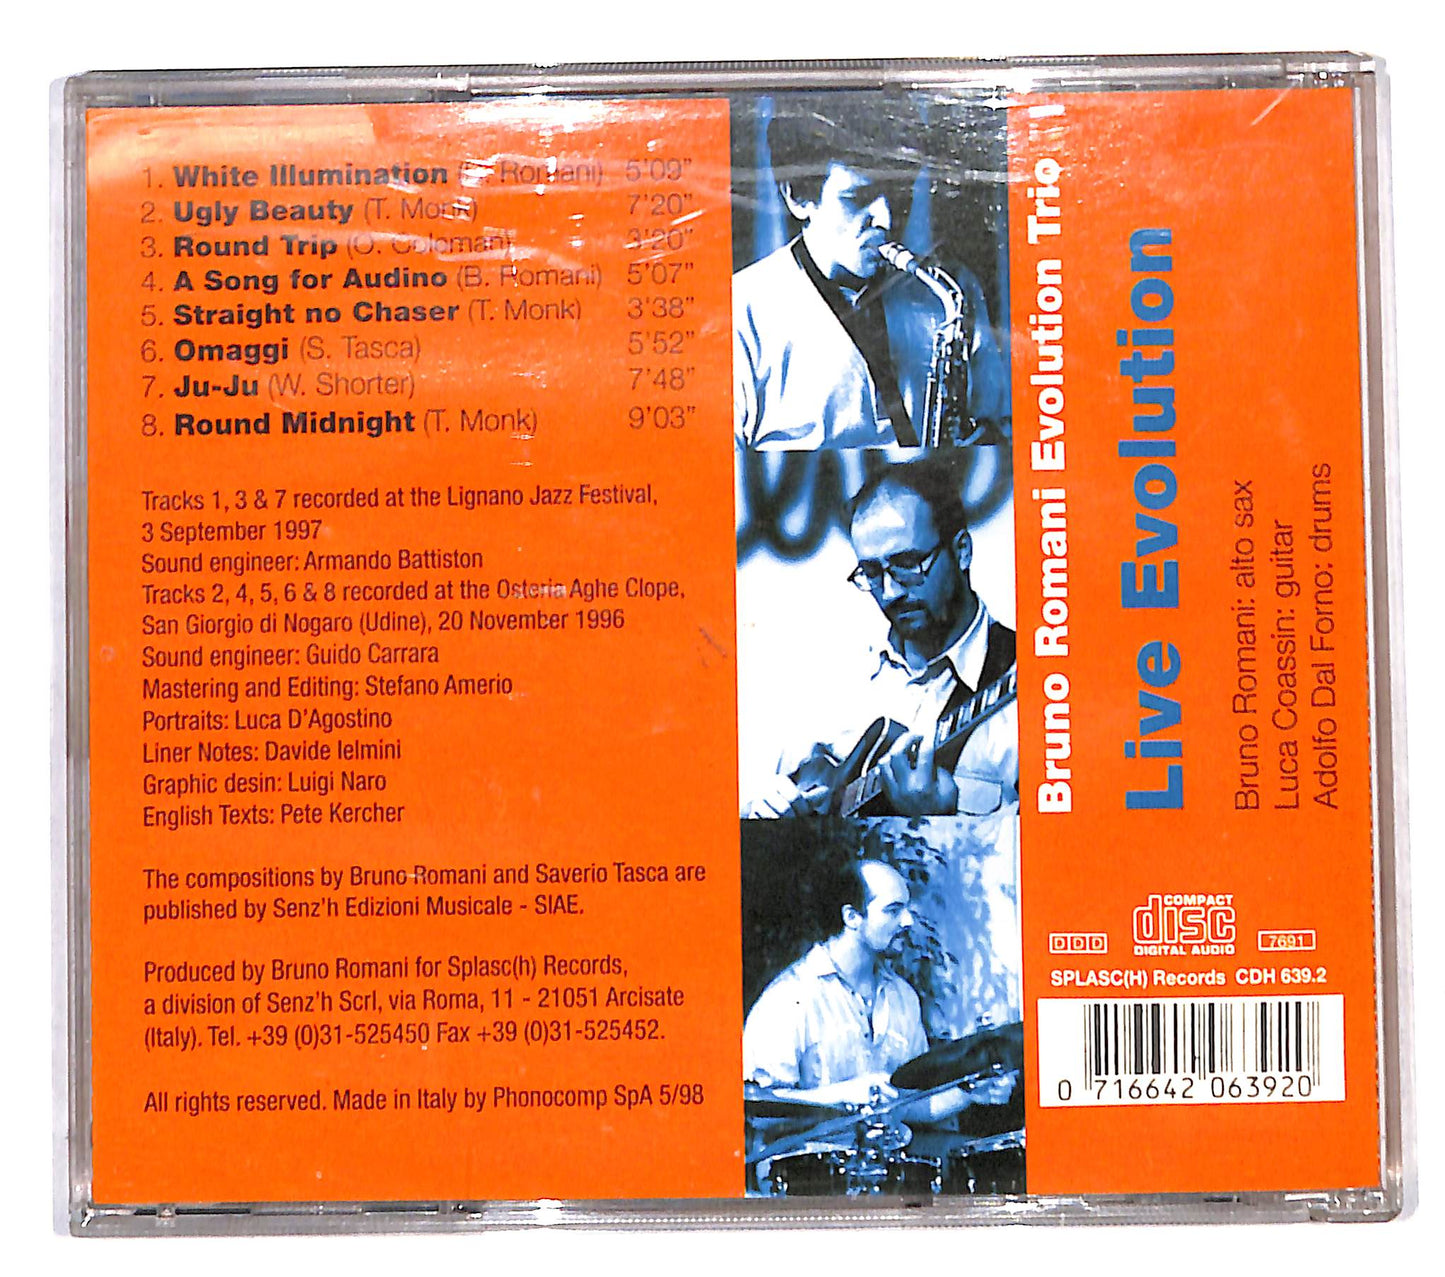 1. White Illumination (B. Romani) 5'09"
2. Ugly Beauty (T. Monk) 7'20"
3. Round Trip (O. Coleman) 3'20"
4. A Song for Audino (B. Romani) 5'07"
5. Straight no Chaser (T. Monk) 3'38"
6. Omaggi (S. Tasca) 5'52"
7. Ju-Ju (W. Shorter) 7'48"
8. Round Midnight (T. Monk) 9'03"
Tracks 1, 3 & 7 recorded at the Lignano Jazz Festival,
3 September 1997
Sound engineer: Armando Battiston
Tracks 2, 4, 5, 6 & 8 recorded at the Osteria Aghe Clope,
San Giorgio di Nogaro (Udine), 20 November 1996
Sound engineer: Guido Carrara
Mastering and Editing: Stefano Amerio
Portraits: Luca D'Agostino
Liner Notes: Davide Ielmini
Graphic desin: Luigi Naro
English Texts: Pete Kercher
The compositions by Bruno Romani and Saverio Tasca are
published by Senz'h Edizioni Musicale - SIAE.
Produced by Bruno Romani for Splasc(h) Records,
a division of Senz'h Scrl, via Roma, 11 - 21051 Arcisate
(Italy). Tel. +39 (0)31-525450 Fax +39 (0)31-525452.
All rights reserved. Made in Italy by Phonocomp SpA 5/98
Bruno Romani Evolution Trio
Live Evolution
Bruno Romani: alto sax
Luca Coassin: guitar
Adolfo Dal Forno: drums
DDD
COMPACT
disc
DIGITAL AUDIO
7691
SPLASC(H) Records CDH 639.2
0 716642 063920